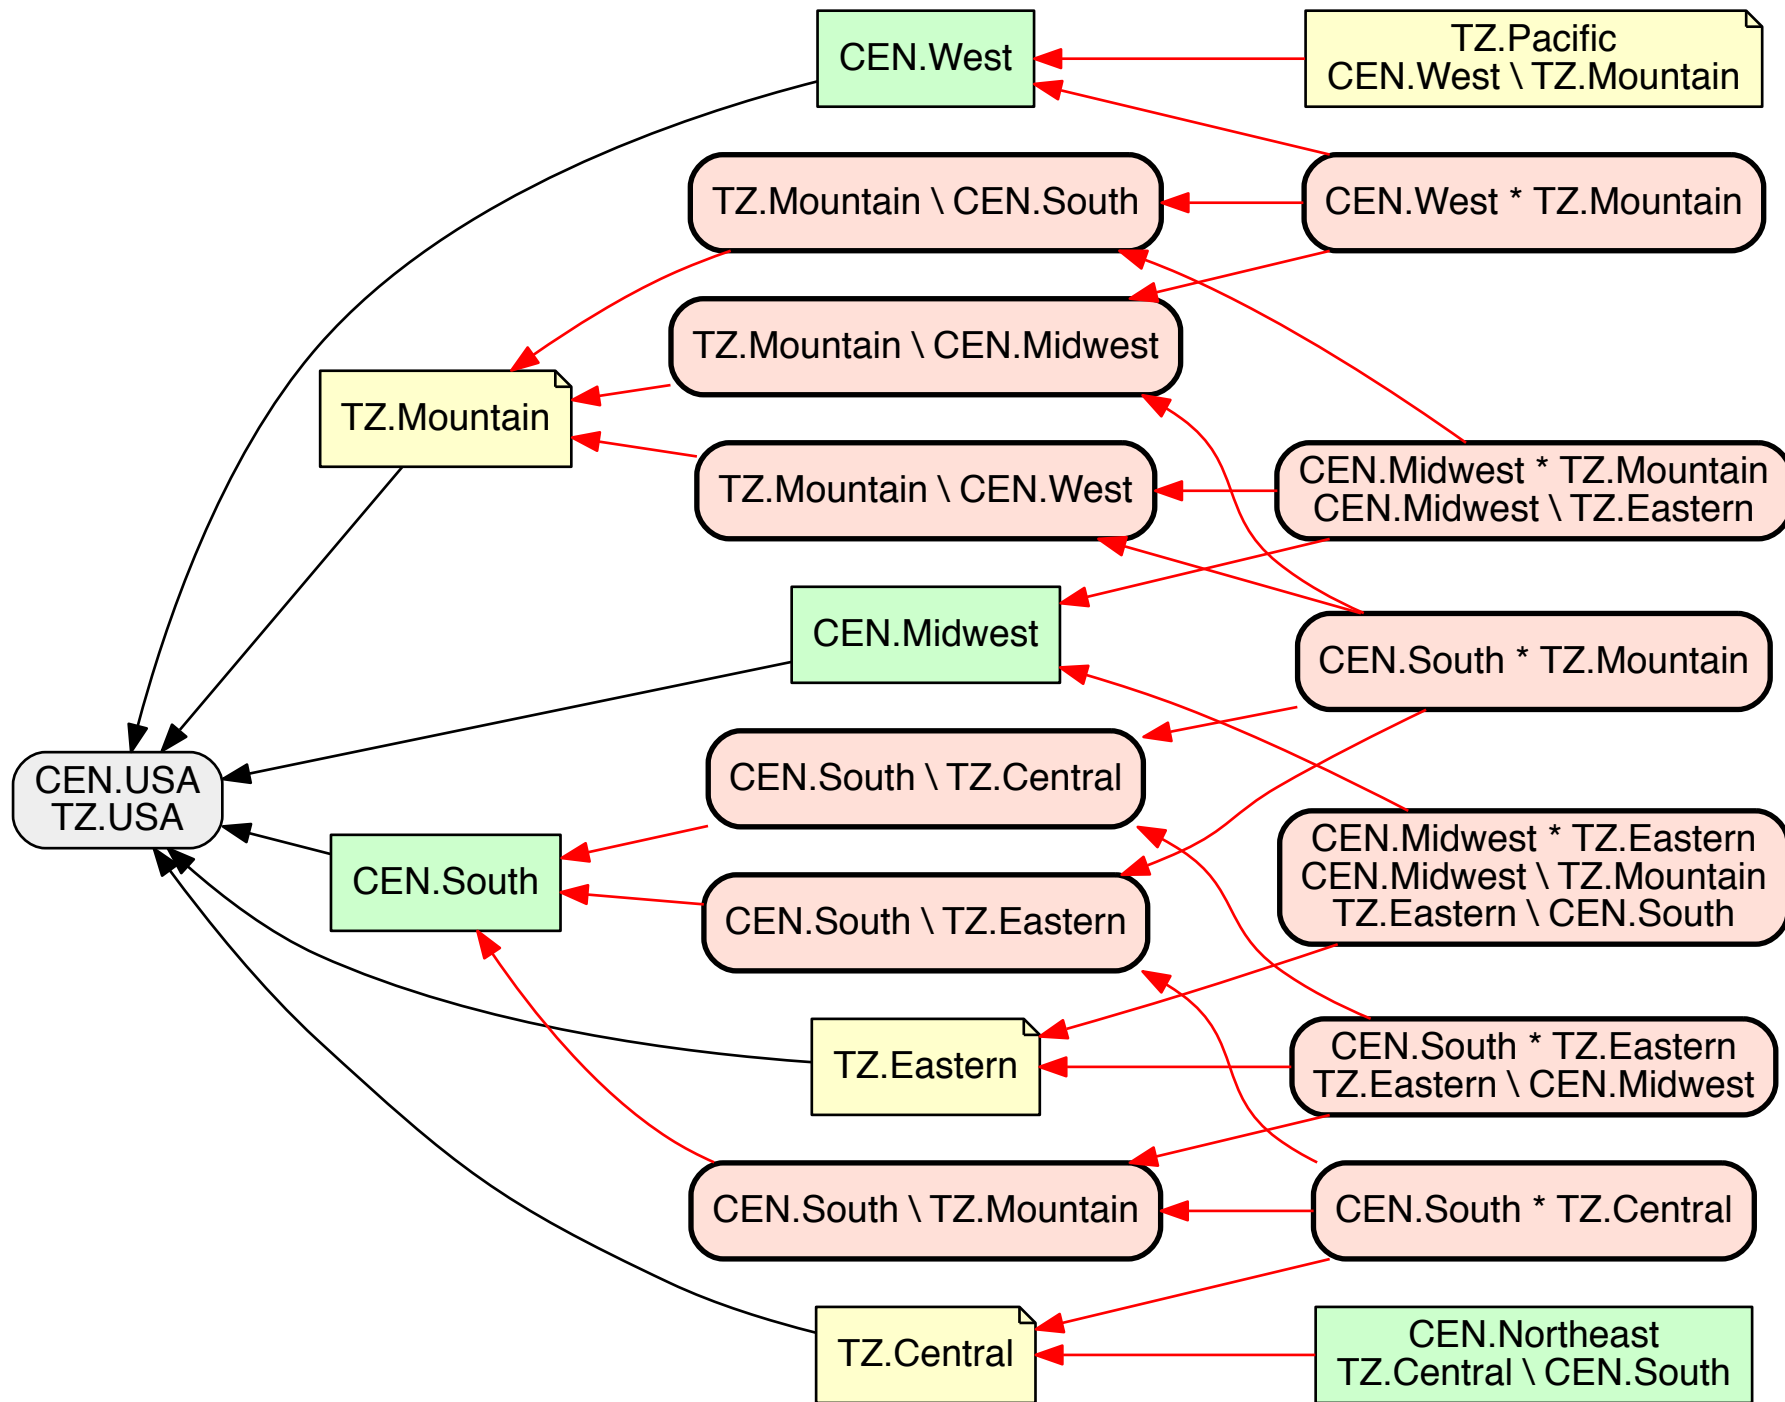 CEN.West
TZ.Pacific
CEN.West \ TZ.Mountain
TZ.Mountain \ CEN.South
CEN.West * TZ.Mountain
TZ.Mountain \ CEN.Midwest
TZ.Mountain
TZ.Mountain \ CEN.West
CEN.Midwest * TZ.Mountain
CEN.Midwest \ TZ.Eastern
CEN.Midwest
CEN.South * TZ.Mountain
CEN.USA
TZ.USA
CEN.South \ TZ.Central
CEN.South
CEN.South \ TZ.Eastern
CEN.Midwest * TZ.Eastern
CEN.Midwest \ TZ.Mountain
TZ.Eastern \ CEN.South
TZ.Eastern
CEN.South * TZ.Eastern
TZ.Eastern \ CEN.Midwest
CEN.South \ TZ.Mountain
CEN.South * TZ.Central
TZ.Central
CEN.Northeast
TZ.Central \ CEN.South